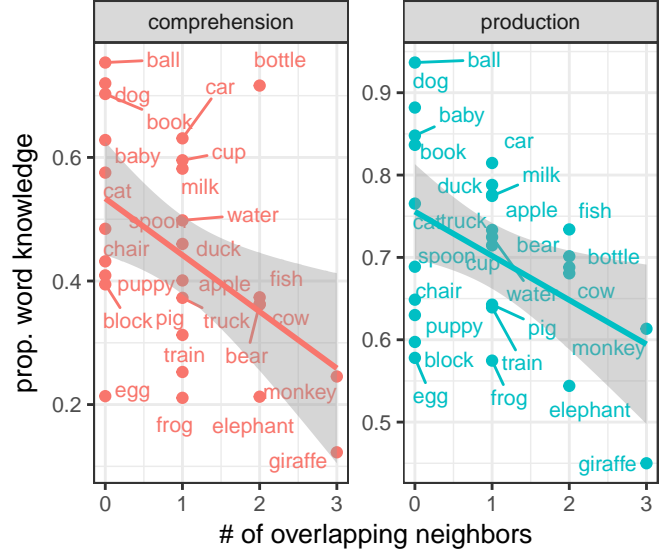 comprehension
production
prop. word knowledge
0.6
0.4
0.2
ball
bottle
dog
car
book
baby
cup
milk
cat
spoon
water
chair
duck
puppy
apple
fish
block
pig
truck
cow
train
bear
egg
monkey
frog
elephant
giraffe
0 1 2 3
0.9
0.8
0.7
0.6
0.5
ball
dog
baby
book
car
duck
milk
cat
truck
apple
fish
spoon
cup
bear
bottle
water
cow
chair
puppy
pig
monkey
block
train
egg
frog
elephant
giraffe
0 1 2 3
# of overlapping neighbors